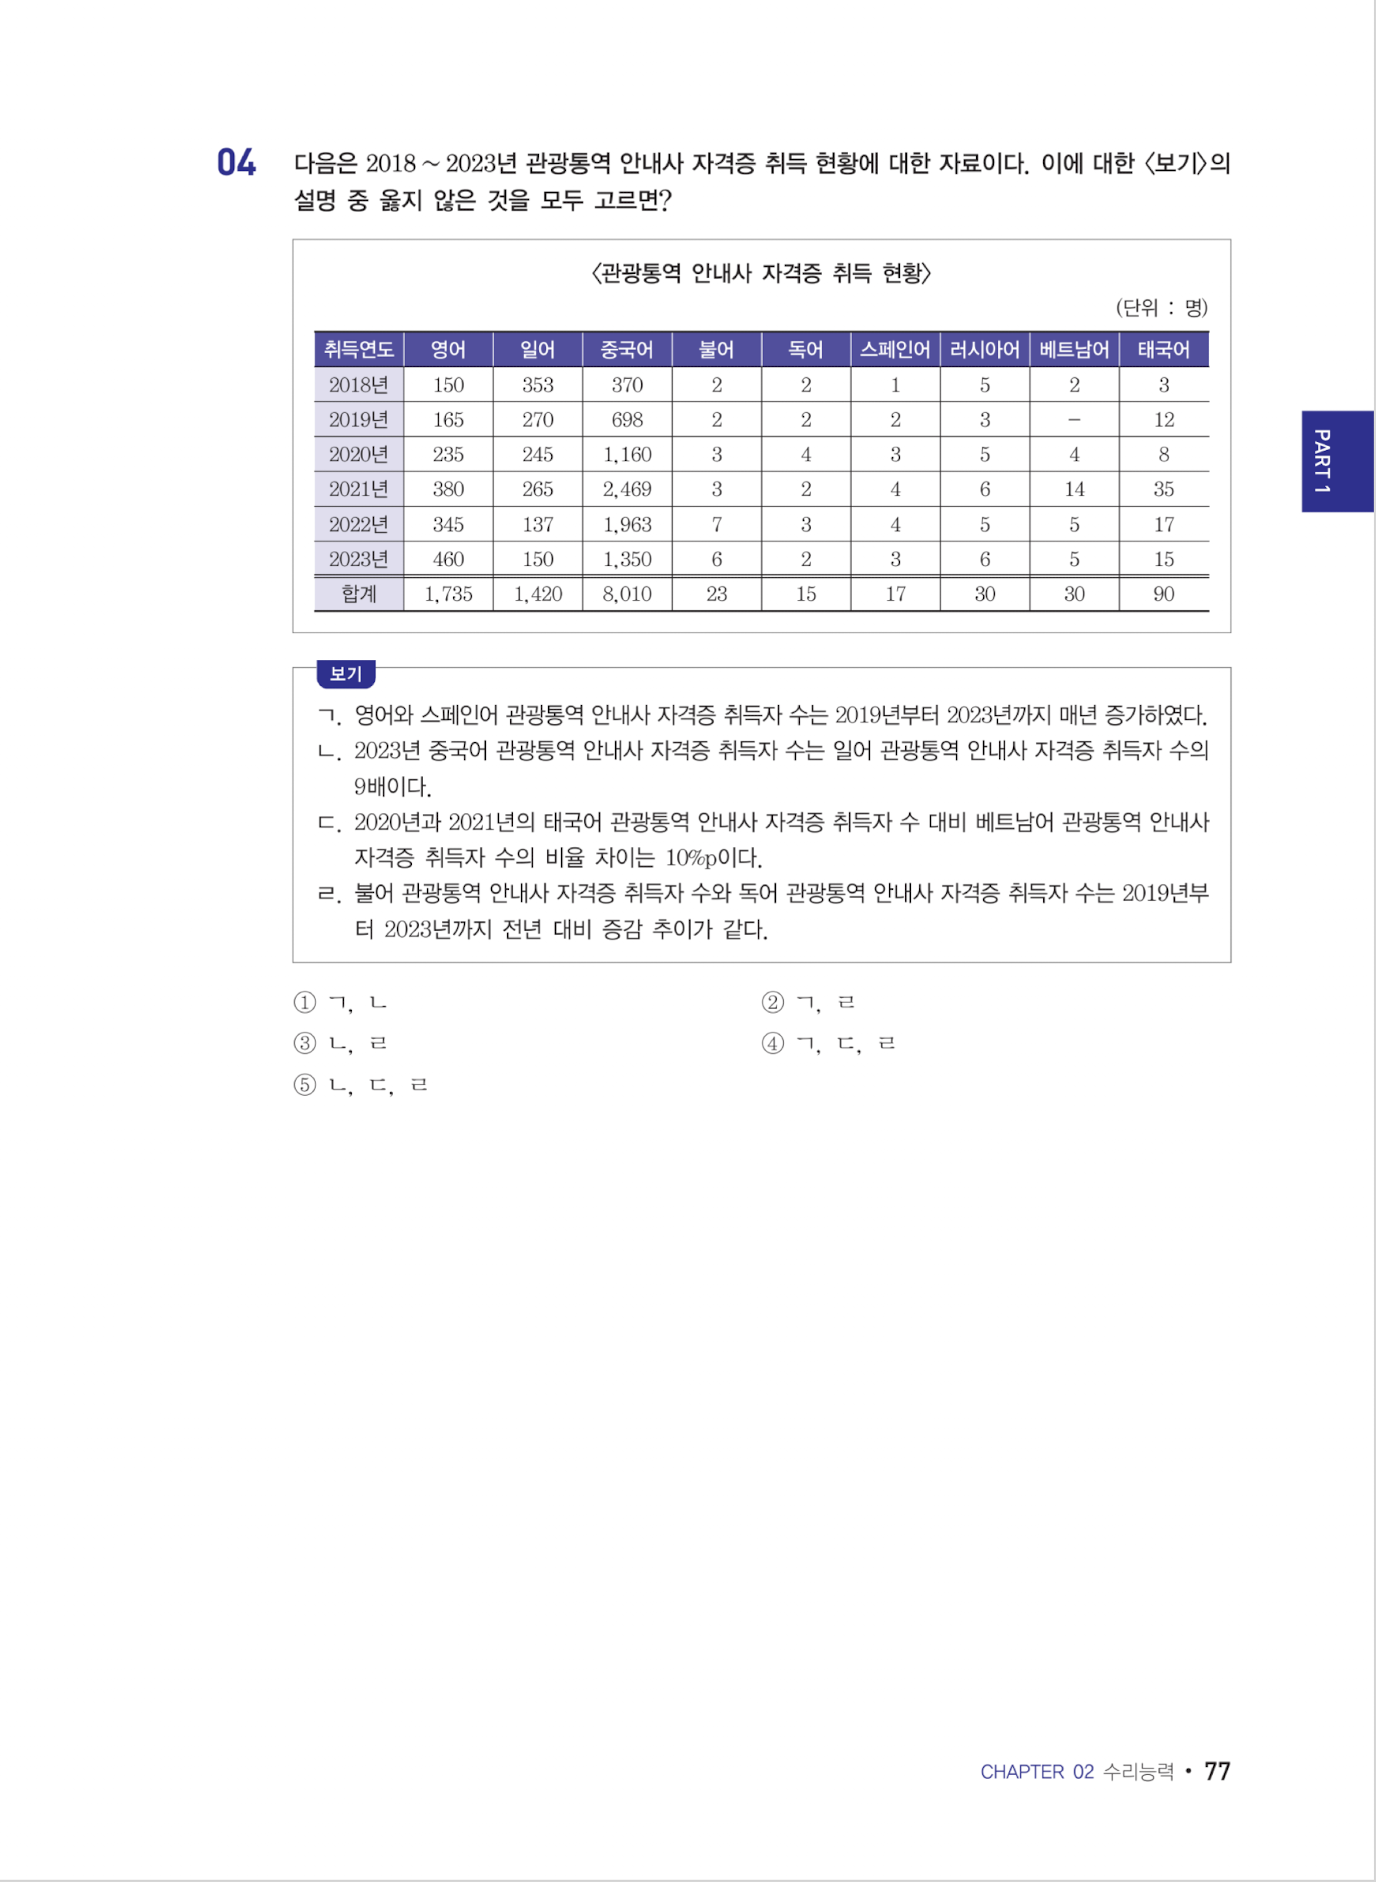 04 다음은 2018 ~ 2023년 관광통역 안내사 자격증 취득 현황에 대한 자료이다. 이에 대한 〈보기〉의
설명 중 옳지 않은 것을 모두 고르면?
〈관광통역 안내사 자격증 취득 현황〉
(단위 : 명)
취득연도 영어 일어 중국어 불어 독어 스페인어 러시아어 베트남어 태국어
2018년 150 353 370 2 2 1 5 2 3
2019년 165 270 698 2 2 2 3 - 12
2020년 235 245 1,160 3 4 3 5 4 8
2021년 380 265 2,469 3 2 4 6 14 35
2022년 345 137 1,963 7 3 4 5 5 17
2023년 460 150 1,350 6 2 3 6 5 15
합계 1,735 1,420 8,010 23 15 17 30 30 90
PART 1
보기
ㄱ. 영어와 스페인어 관광통역 안내사 자격증 취득자 수는 2019년부터 2023년까지 매년 증가하였다.
ㄴ. 2023년 중국어 관광통역 안내사 자격증 취득자 수는 일어 관광통역 안내사 자격증 취득자 수의
9배이다.
ㄷ. 2020년과 2021년의 태국어 관광통역 안내사 자격증 취득자 수 대비 베트남어 관광통역 안내사
자격증 취득자 수의 비율 차이는 10%p이다.
ㄹ. 불어 관광통역 안내사 자격증 취득자 수와 독어 관광통역 안내사 자격증 취득자 수는 2019년부
터 2023년까지 전년 대비 증감 추이가 같다.
① ㄱ, ㄴ ② ㄱ, ㄹ
③ ㄴ, ㄹ ④ ㄱ, ㄷ, ㄹ
⑤ ㄴ, ㄷ, ㄹ
CHAPTER 02 수리능력 • 77